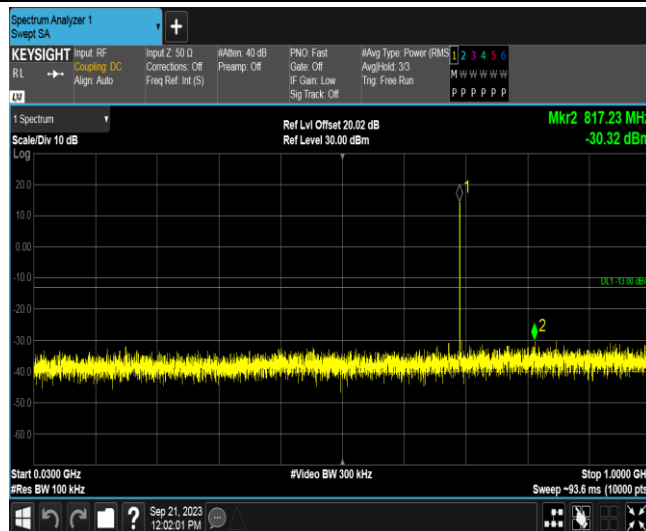 Spectrum Analyzer 1
Swept SA
KEYSIGHT
RL
LXI
Input: RF
Coupling: DC
Align: Auto
Input Z: 50 Ω
Corrections: Off
Freq Ref: Int (S)
#Atten: 40 dB
Preamp: Off
PNO: Fast
Gate: Off
IF Gain: Low
Sig Track: Off
#Avg Type: Power (RMS
Avg|Hold: 3/3
Trig: Free Run
1 2 3 4 5 6
M W W W W W
P P P P P P
1 Spectrum
Scale/Div 10 dB
Ref Lvl Offset 20.02 dB
Ref Level 30.00 dBm
Mkr2 817.23 MHz
-30.32 dBm
Log
20.0
10.0
0.00
-10.0
-20.0
-30.0
-40.0
-50.0
-60.0
1
2
DL1 -13.00 dBm
Start 0.0300 GHz
#Res BW 100 kHz
#Video BW 300 kHz
Stop 1.0000 GH
Sweep ~93.6 ms (10000 pts
?
Sep 21, 2023
12:02:01 PM